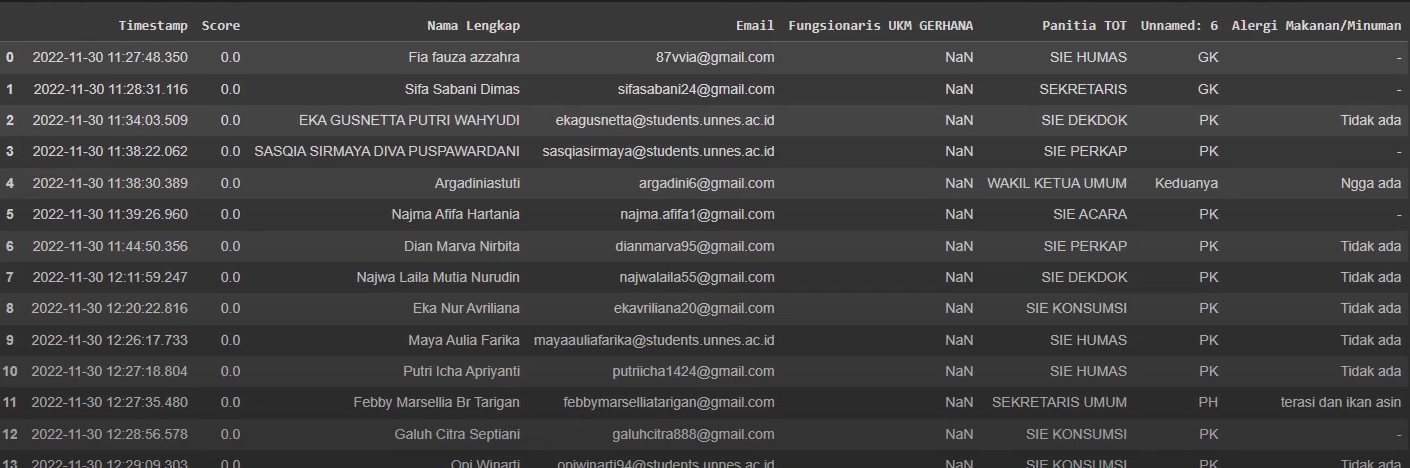 Timestamp Score Nama Lengkap Email Fungsionaris UKM GERHANA Panitia TOT Unnamed: 6 Alergi Makanan/Minuman
0 2022-11-30 11:27:48.350 0.0 Fia fauza azzahra 87vvia@gmail.com NaN SIE HUMAS GK -
1 2022-11-30 11:28:31.116 0.0 Sifa Sabani Dimas sifasabani24@gmail.com NaN SEKRETARIS GK -
2 2022-11-30 11:34:03.509 0.0 EKA GUSNETTA PUTRI WAHYUDI ekagusnetta@students.unnes.ac.id NaN SIE DEKDOK PK Tidak ada
3 2022-11-30 11:38:22.062 0.0 SASQIA SIRMAYA DIVA PUSPAWARDANI sasqiasirmaya@students.unnes.ac.id NaN SIE PERKAP PK -
4 2022-11-30 11:38:30.389 0.0 Argadiniastuti argadini6@gmail.com NaN WAKIL KETUA UMUM Keduanya Ngga ada
5 2022-11-30 11:39:26.960 0.0 Najma Afifa Hartania najma.afifa1@gmail.com NaN SIE ACARA PK -
6 2022-11-30 11:44:50.356 0.0 Dian Marva Nirbita dianmarva95@gmail.com NaN SIE PERKAP PK Tidak ada
7 2022-11-30 12:11:59.247 0.0 Najwa Laila Mutia Nurudin najwalaila55@gmail.com NaN SIE DEKDOK PK Tidak ada
8 2022-11-30 12:20:22.816 0.0 Eka Nur Avriliana ekavriliana20@gmail.com NaN SIE KONSUMSI PK Tidak ada
9 2022-11-30 12:26:17.733 0.0 Maya Aulia Farika mayaauliafarika@students.unnes.ac.id NaN SIE HUMAS PK Tidak ada
10 2022-11-30 12:27:18.804 0.0 Putri Icha Apriyanti putriicha1424@gmail.com NaN SIE HUMAS PK Tidak ada
11 2022-11-30 12:27:35.480 0.0 Febby Marsellia Br Tarigan febbymarselliatarigan@gmail.com NaN SEKRETARIS UMUM PH terasi dan ikan asin
12 2022-11-30 12:28:56.578 0.0 Galuh Citra Septiani galuhcitra888@gmail.com NaN SIE KONSUMSI PK -
13 2022-11-30 12:29:09.303 0.0 Opi Winarti opiwinarti94@students.unnes.ac.id NaN SIE KONSUMSI PK Tidak ada